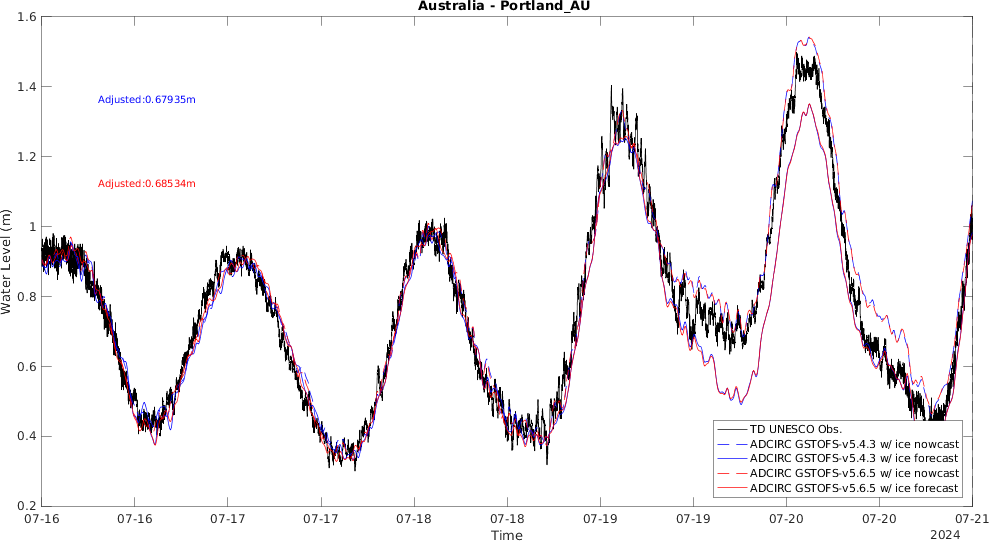 Australia - Portland_AU
1.6
1.4
1.2
1
0.8
0.6
0.4
0.2
Water Level (m)
Adjusted:0.67935m
Adjusted:0.68534m
TD UNESCO Obs.
ADCIRC GSTOFS-v5.4.3 w/ ice nowcast
ADCIRC GSTOFS-v5.4.3 w/ ice forecast
ADCIRC GSTOFS-v5.6.5 w/ ice nowcast
ADCIRC GSTOFS-v5.6.5 w/ ice forecast
07-16 07-16 07-17 07-17 07-18 07-18 07-19 07-19 07-20 07-20 07-21
Time
2024